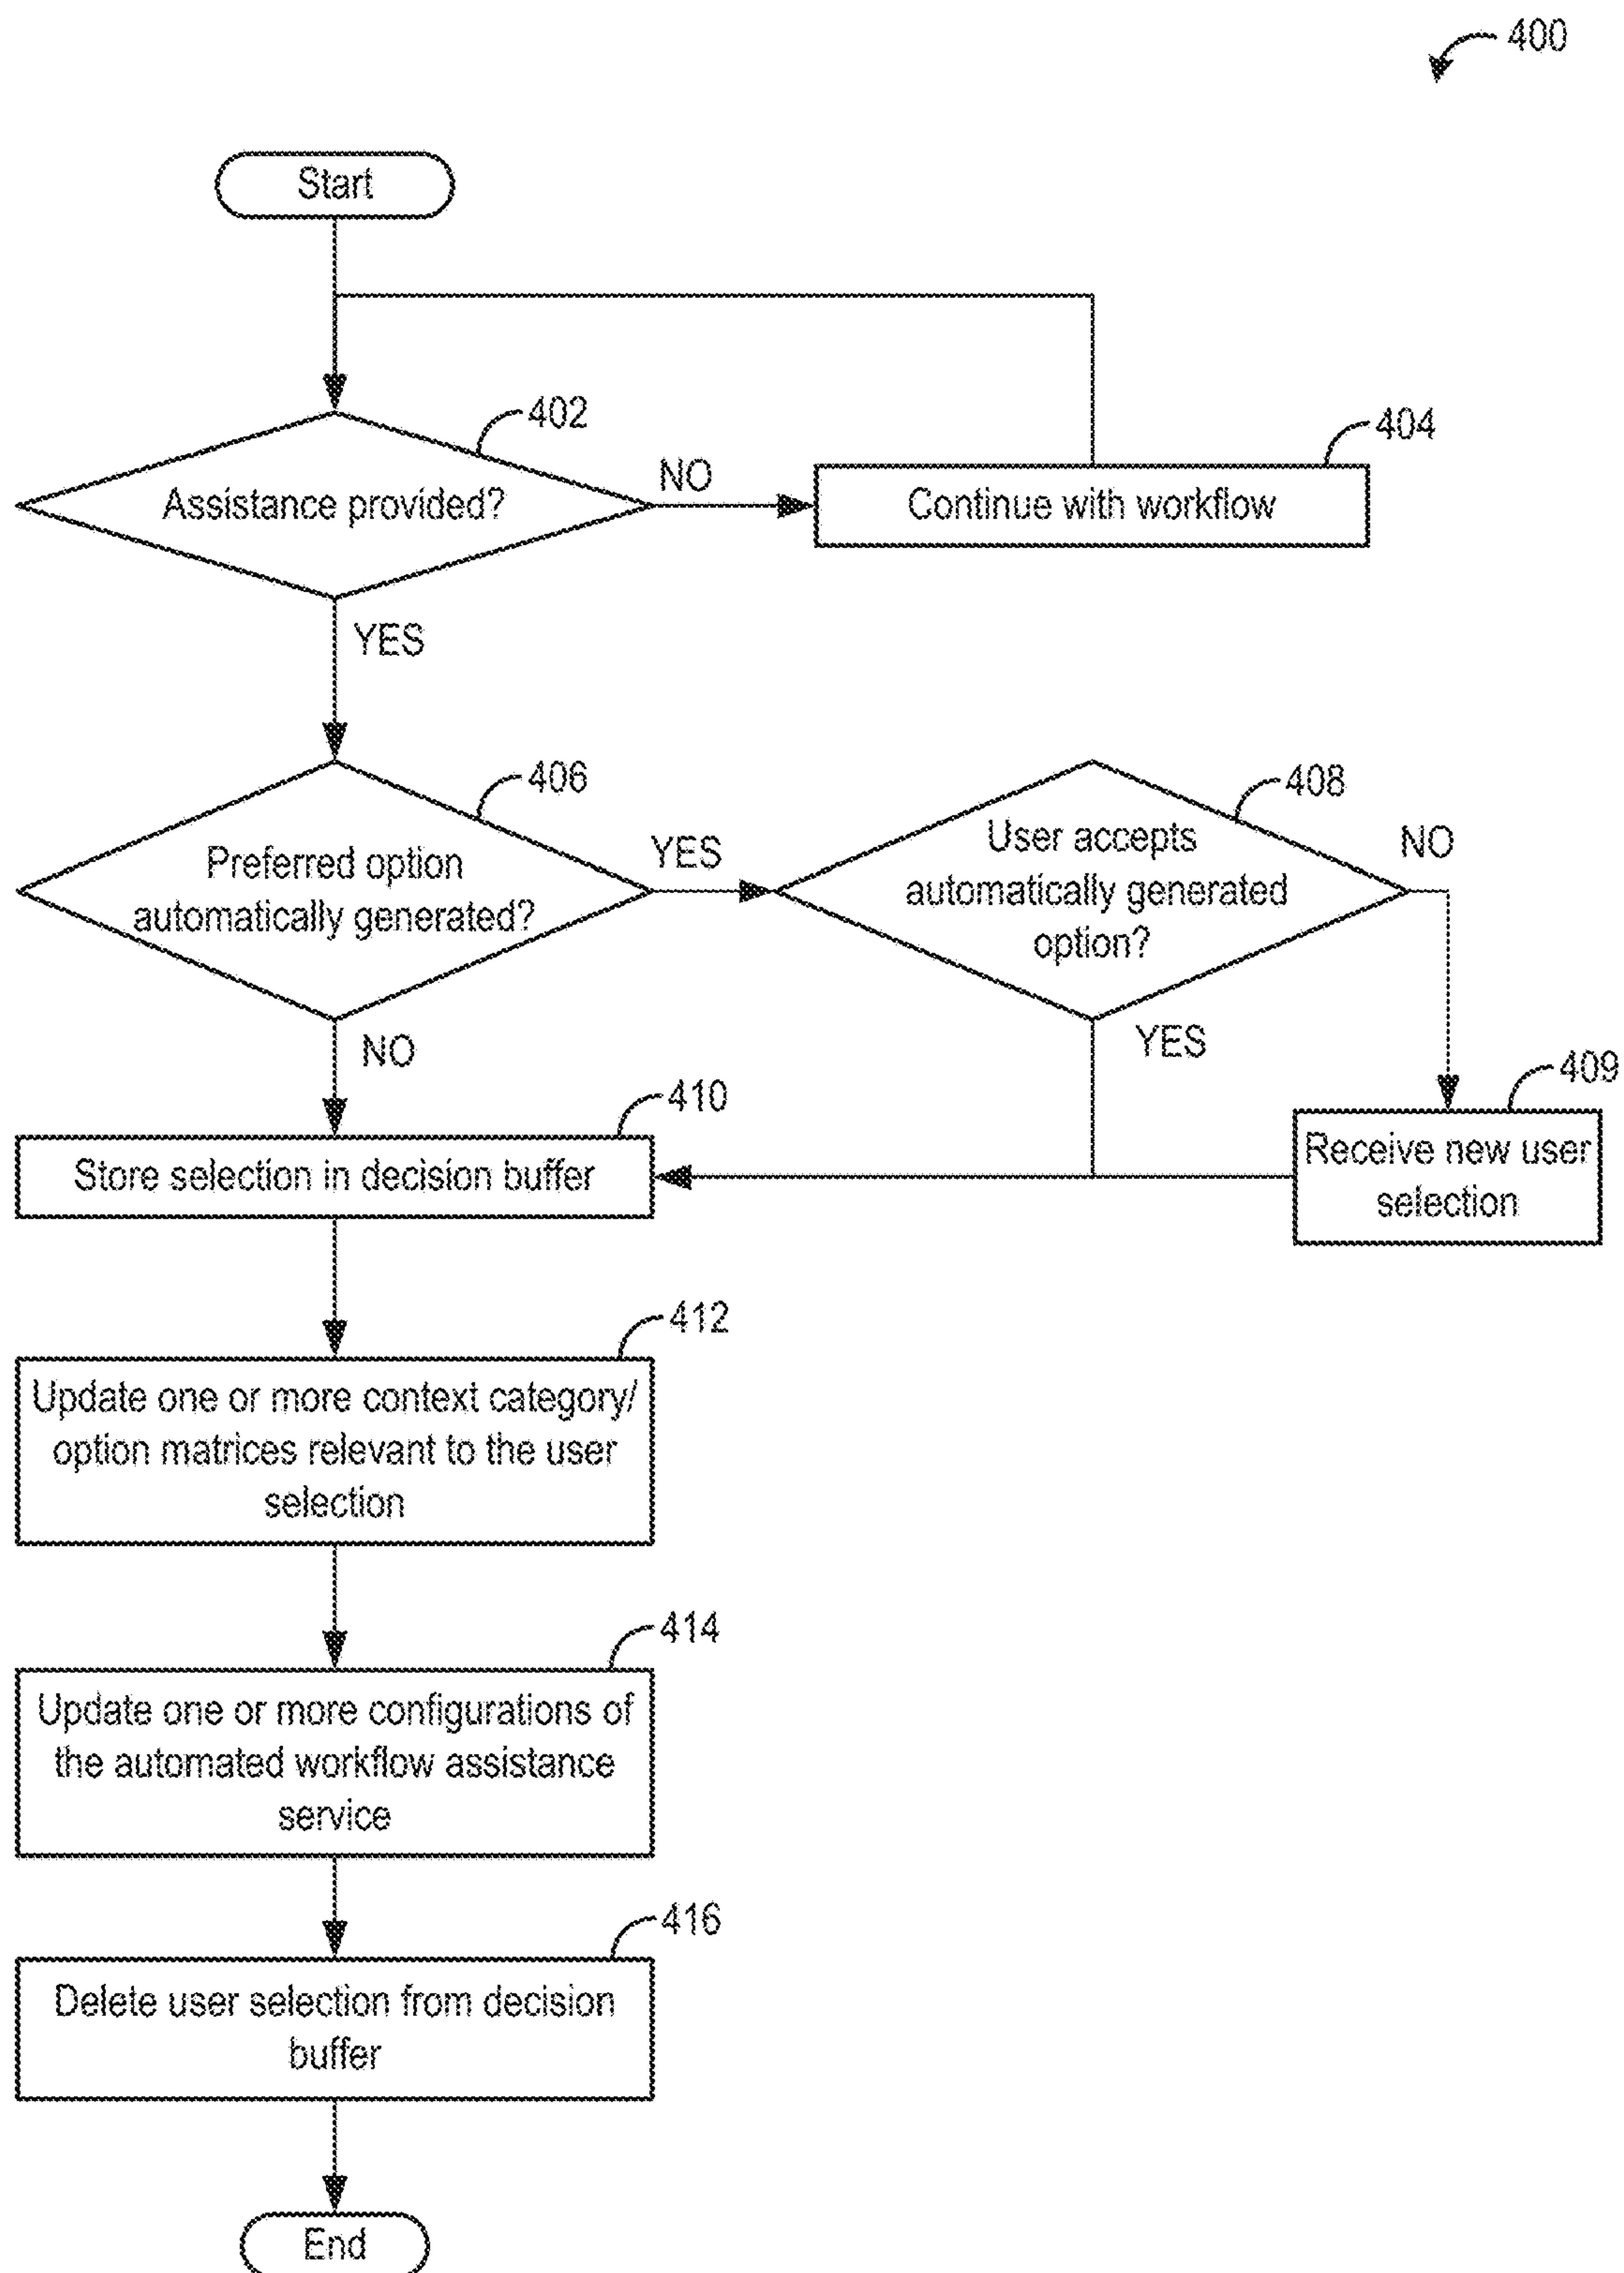 400
Start
402
Assistance provided?
NO
404
Continue with workflow
YES
406
Preferred option
automatically generated?
YES
408
User accepts
automatically generated
option?
NO
NO
YES
409
Receive new user
selection
410
Store selection in decision buffer
412
Update one or more context category/
option matrices relevant to the user
selection
414
Update one or more configurations of
the automated workflow assistance
service
416
Delete user selection from decision
buffer
End